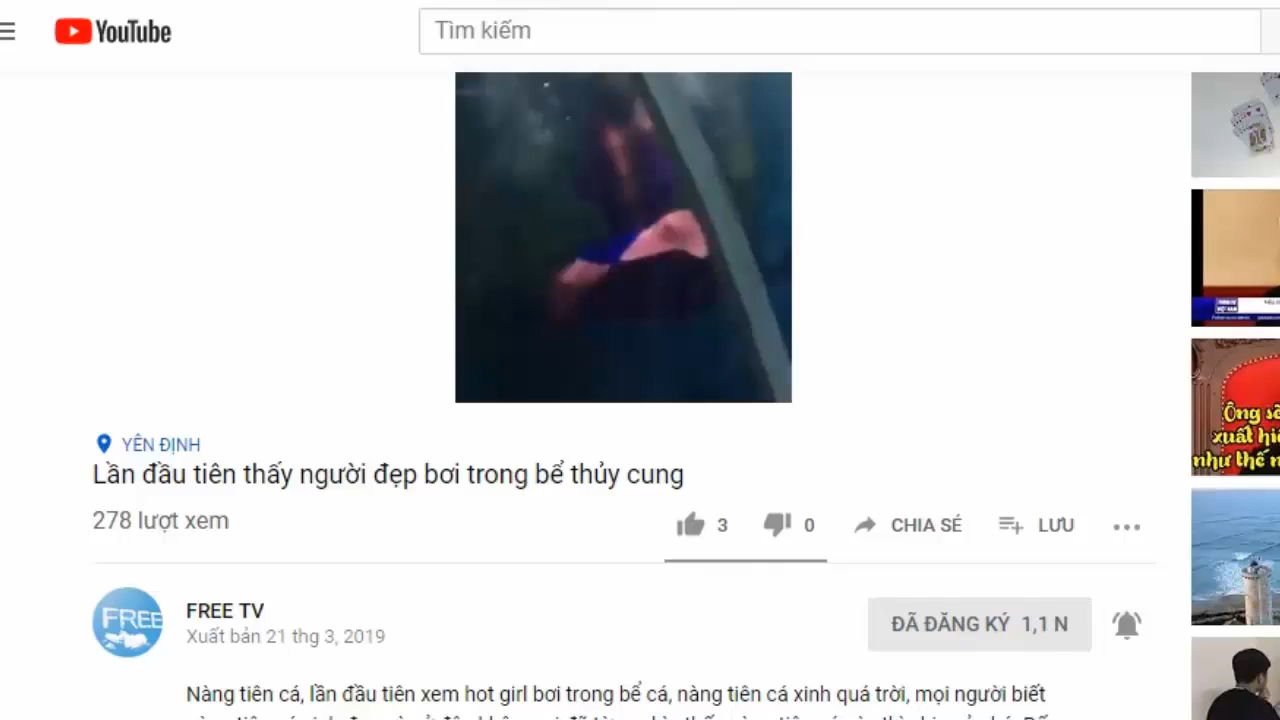 YouTube
Tìm kiếm
YÊN ĐỊNH
Lần đầu tiên thấy người đẹp bơi trong bể thủy cung
278 lượt xem
3
0
CHIA SẺ
LƯU
FREE
FREE TV
Xuất bản 21 thg 3, 2019
ĐÃ ĐĂNG KÝ 1,1 N
Nàng tiên cá, lần đầu tiên xem hot girl bơi trong bể cá, nàng tiên cá xinh quá trời, mọi người biết
Ông
xuất
như thế